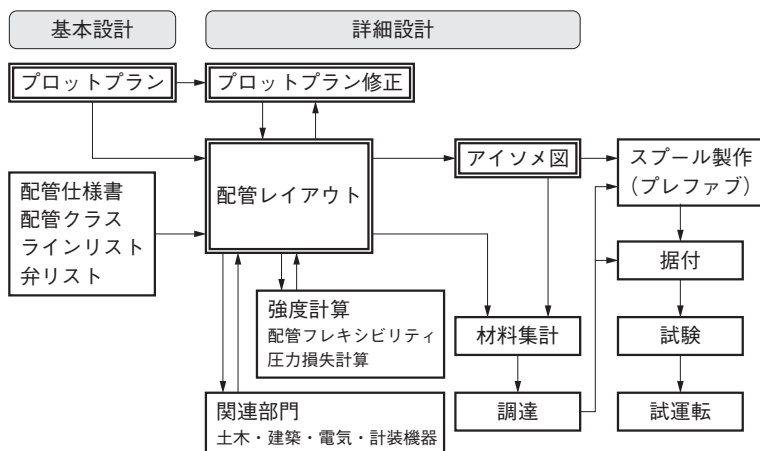 基本設計
詳細設計
プロットプラン
プロットプラン修正
配管レイアウト
アイソメ図
スプール製作
（プレファブ）
配管仕様書
配管クラス
ラインリスト
弁リスト
据付
強度計算
配管フレキシビリティ
圧力損失計算
材料集計
試験
関連部門
土木・建築・電気・計装機器
調達
試運転